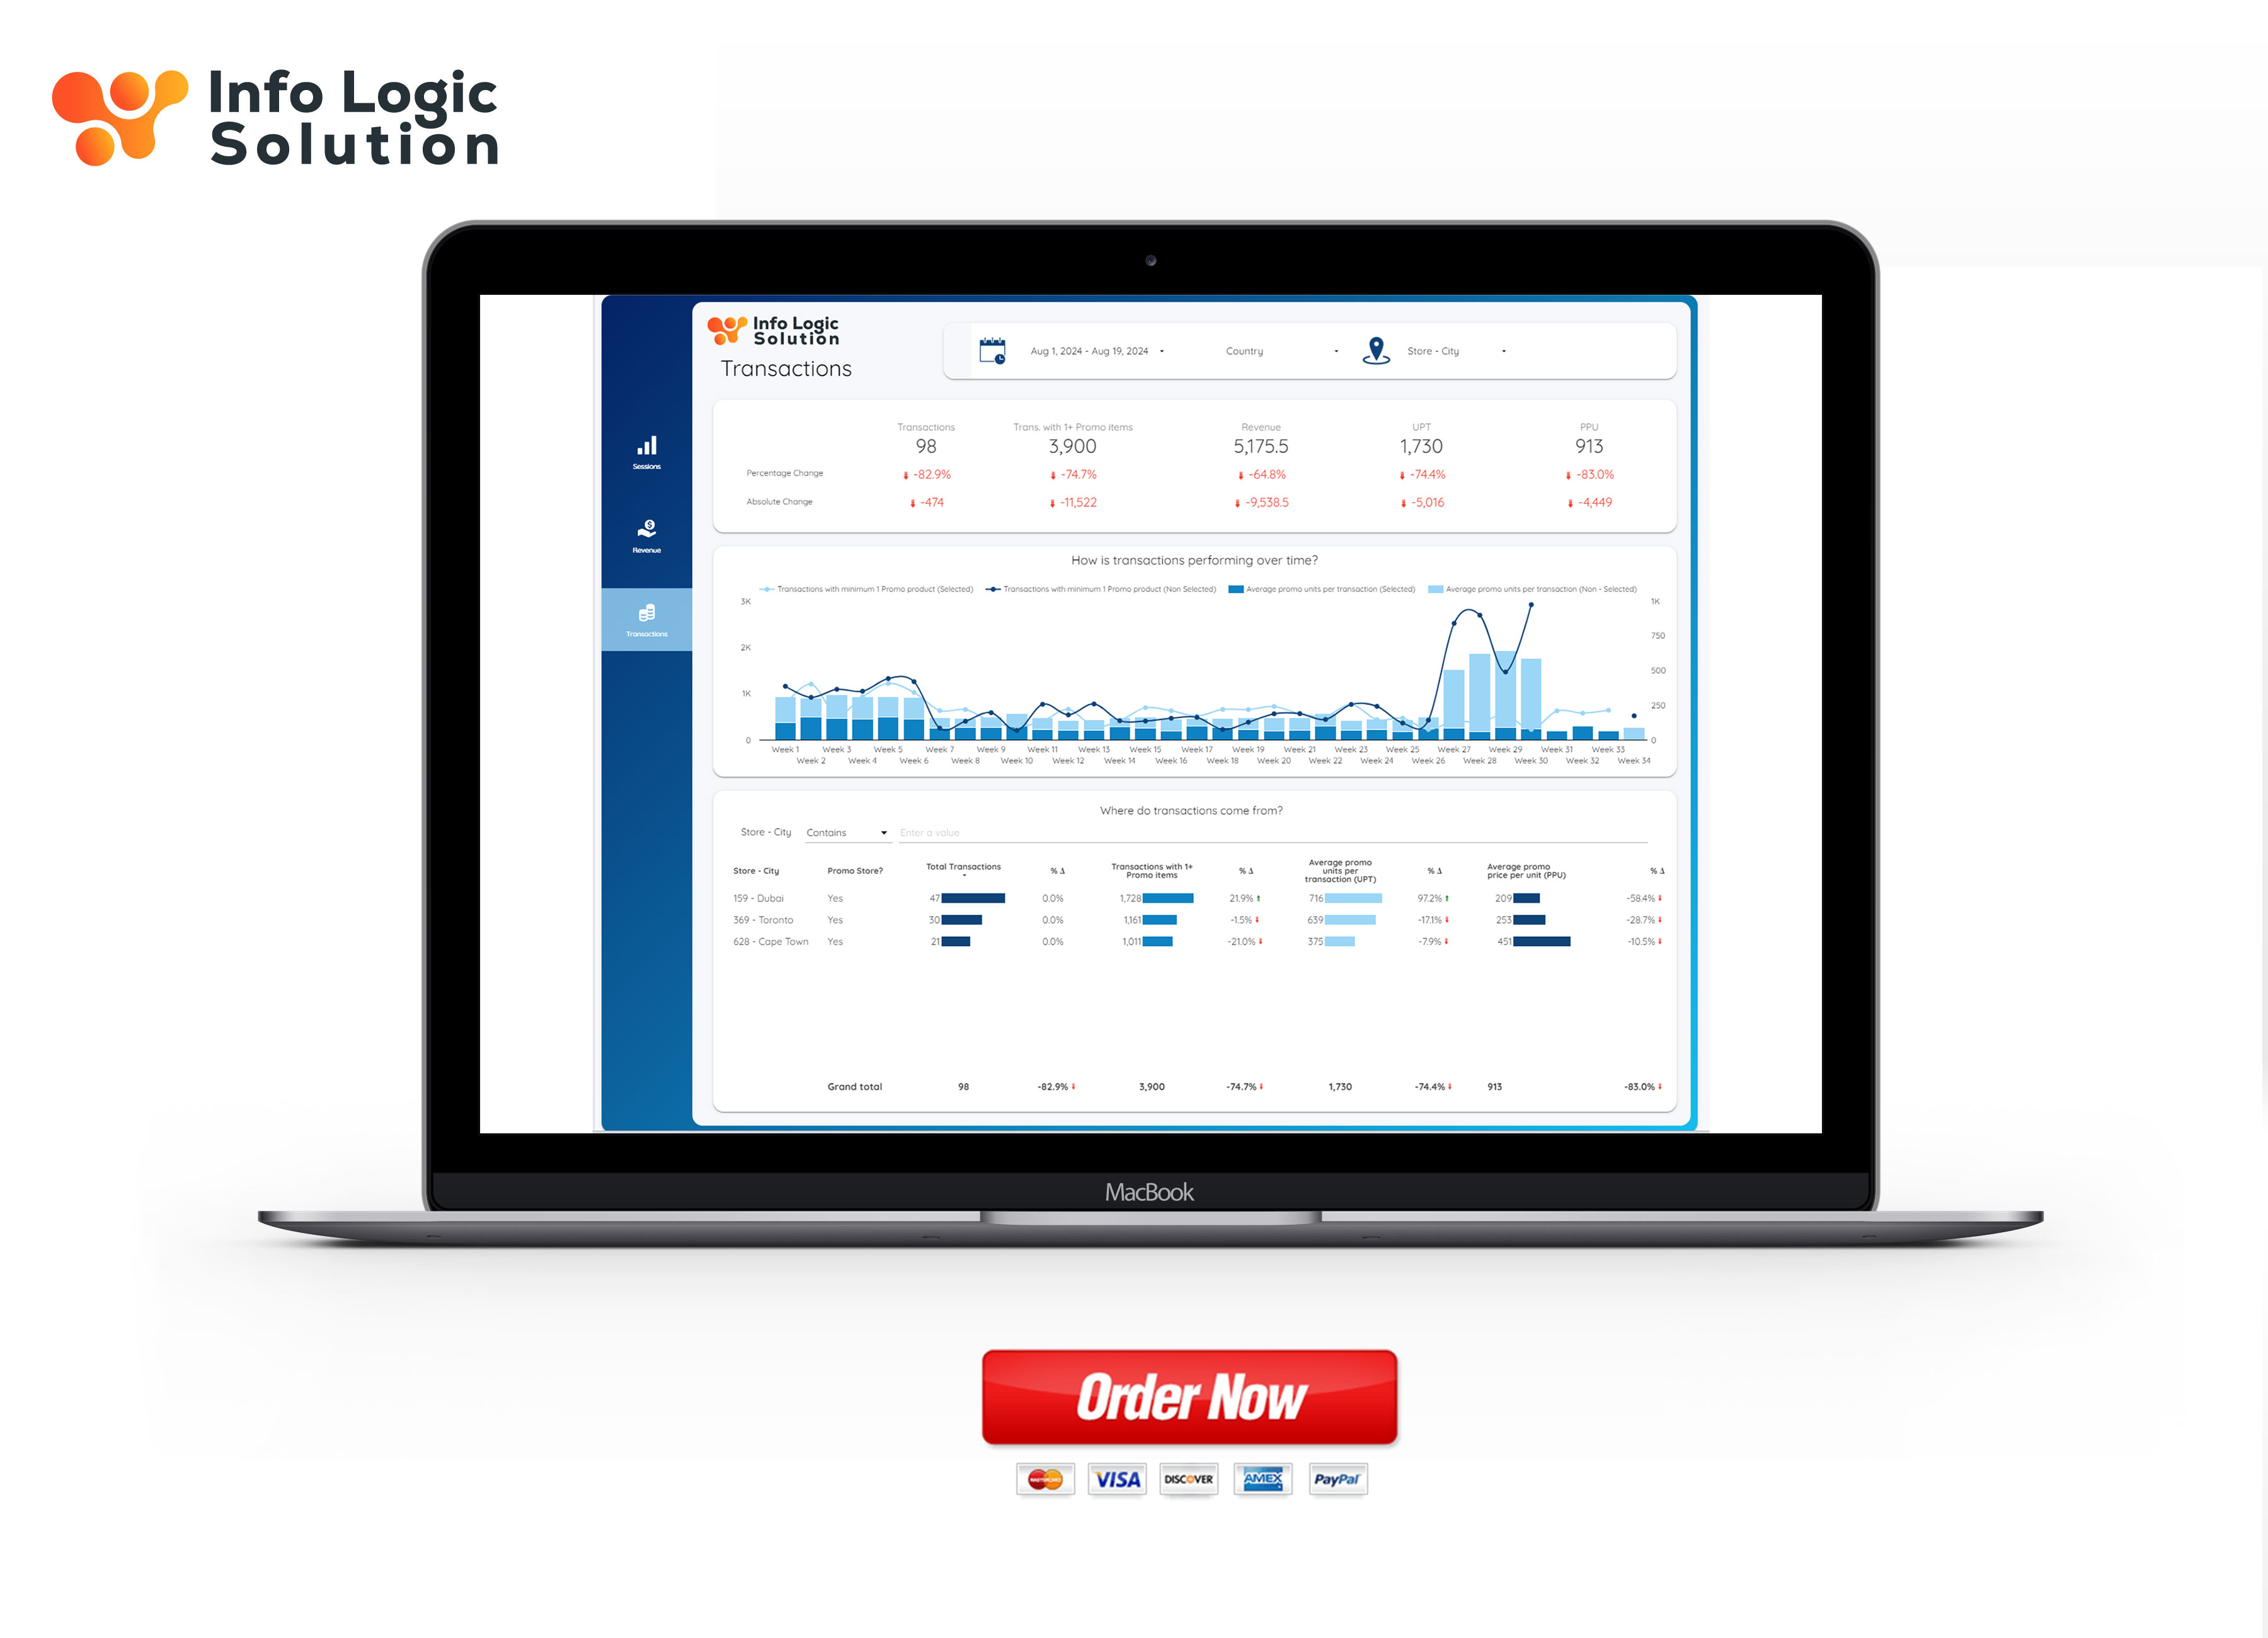 Info Logic
Solution
Info Logic
Solution
Transactions
Aug 1, 2024 - Aug 19, 2024
Country
Store - City
Sessions
Revenue
Transactions
Transactions Trans. with 1+ Promo items Revenue UPT PPU
98 3,900 5,175.5 1,730 913
Percentage Change -82.9% -74.7% -64.8% -74.4% -83.0%
Absolute Change -474 -11,522 -9,538.5 -5,016 -4,449
How is transactions performing over time?
Transactions with minimum 1 Promo product (Selected) Transactions with minimum 1 Promo product (Non Selected) Average promo units per transaction (Selected) Average promo units per transaction (Non - Selected)
3K
2K
1K
0
1K
750
500
250
0
Week 1 Week 3 Week 5 Week 7 Week 9 Week 11 Week 13 Week 15 Week 17 Week 19 Week 21 Week 23 Week 25 Week 27 Week 29 Week 31 Week 33
Week 2 Week 4 Week 6 Week 8 Week 10 Week 12 Week 14 Week 16 Week 18 Week 20 Week 22 Week 24 Week 26 Week 28 Week 30 Week 32 Week 34
Where do transactions come from?
Store - City Contains Enter a value
Store - City
Promo Store?
Total Transactions
% Δ
Transactions with 1+
Promo items
% Δ
Average promo
units per
transaction (UPT)
% Δ
Average promo
price per unit (PPU)
% Δ
159 - Dubai Yes 47 0.0% 1,728 21.9% 716 97.2% 209 -58.4%
369 - Toronto Yes 30 0.0% 1,161 -1.5% 639 -17.1% 253 -28.7%
628 - Cape Town Yes 21 0.0% 1,011 -21.0% 375 -7.9% 451 -10.5%
Grand total 98 -82.9% 3,900 -74.7% 1,730 -74.4% 913 -83.0%
MacBook
Order Now
MASTERCARD VISA DISCOVER AMEX PayPal